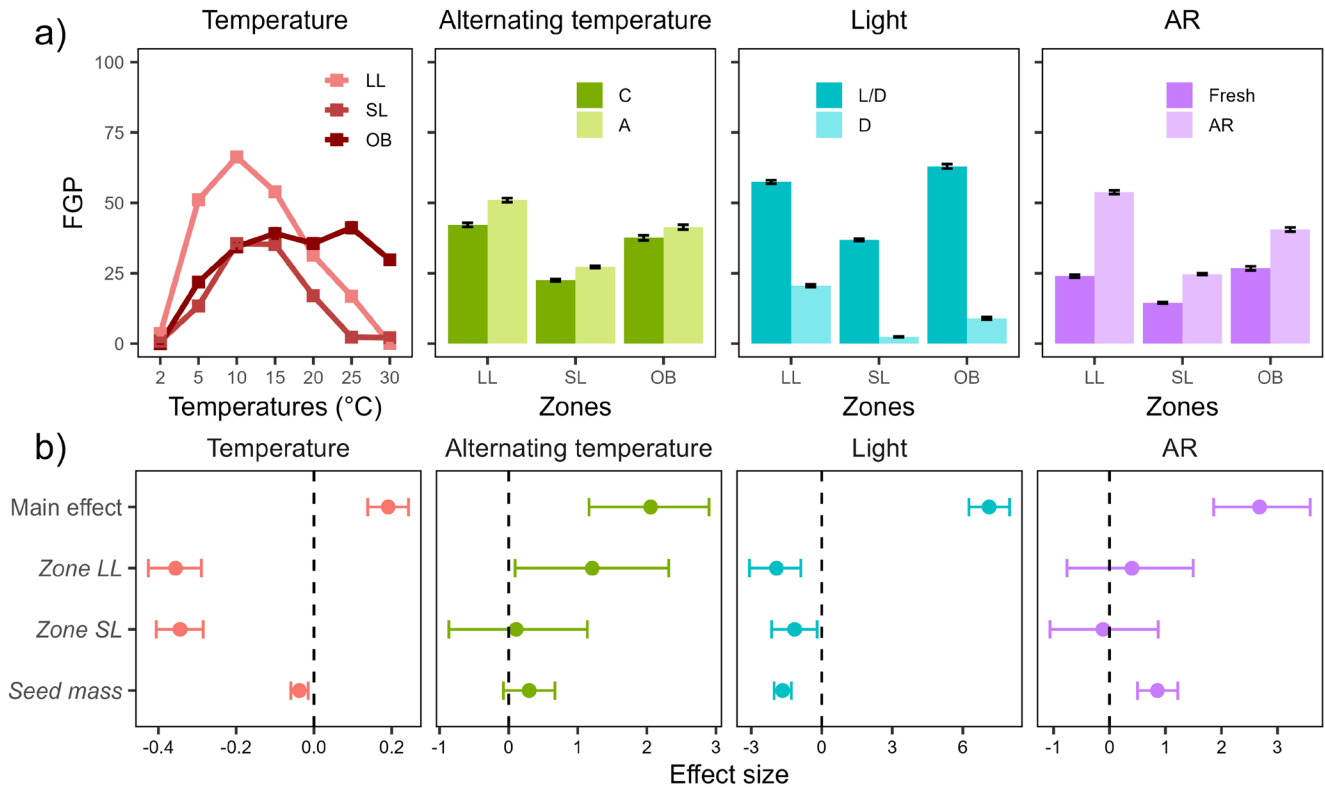 a)
Temperature
Alternating temperature
Light
AR
FGP
100
75
50
25
0
LL
SL
OB
2 5 10 15 20 25 30
Temperatures (°C)
C
A
LL SL OB
Zones
L/D
D
LL SL OB
Zones
Fresh
AR
LL SL OB
Zones
b)
Temperature
Alternating temperature
Light
AR
Main effect
Zone LL
Zone SL
Seed mass
-0.4 -0.2 0.0 0.2
-1 0 1 2 3
-3 0 3 6
-1 0 1 2 3
Effect size